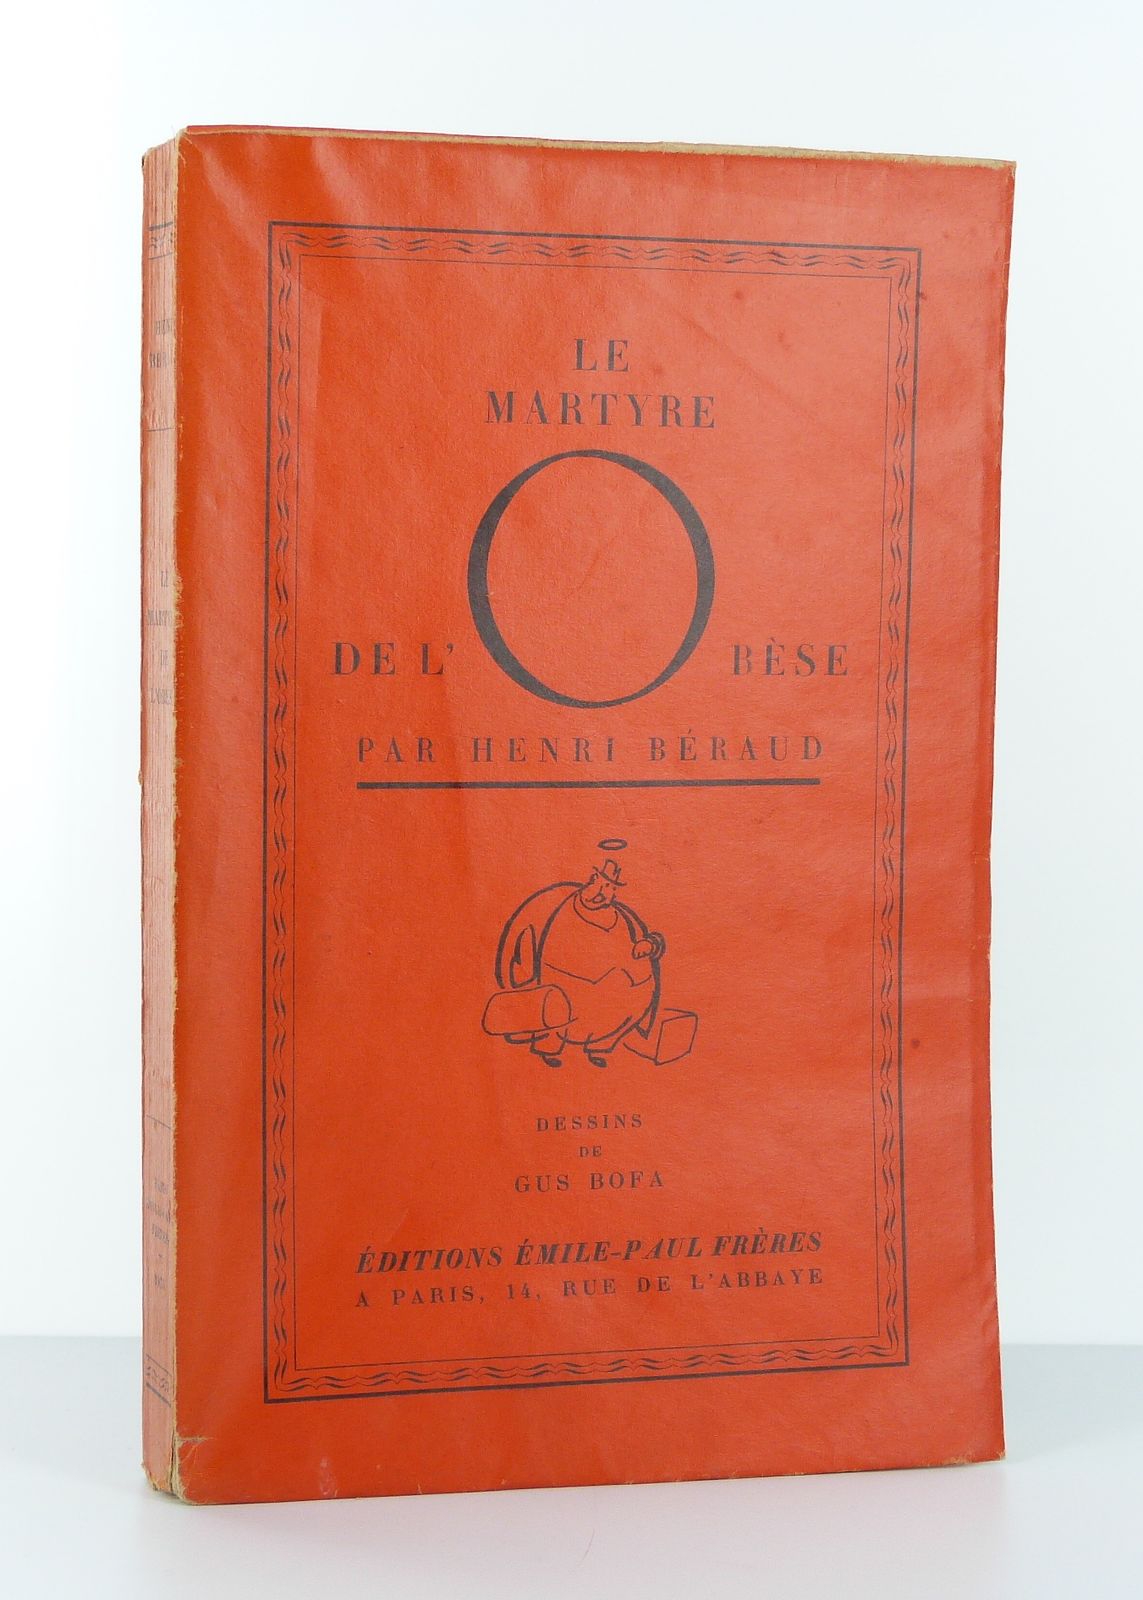 LE
MARTYRE
DE L'OBÈSE
PAR HENRI BÉRAUD
DESSINS
DE
GUS BOFA
ÉDITIONS ÉMILE-PAUL FRÈRES
A PARIS, 14, RUE DE L'ABBAYE